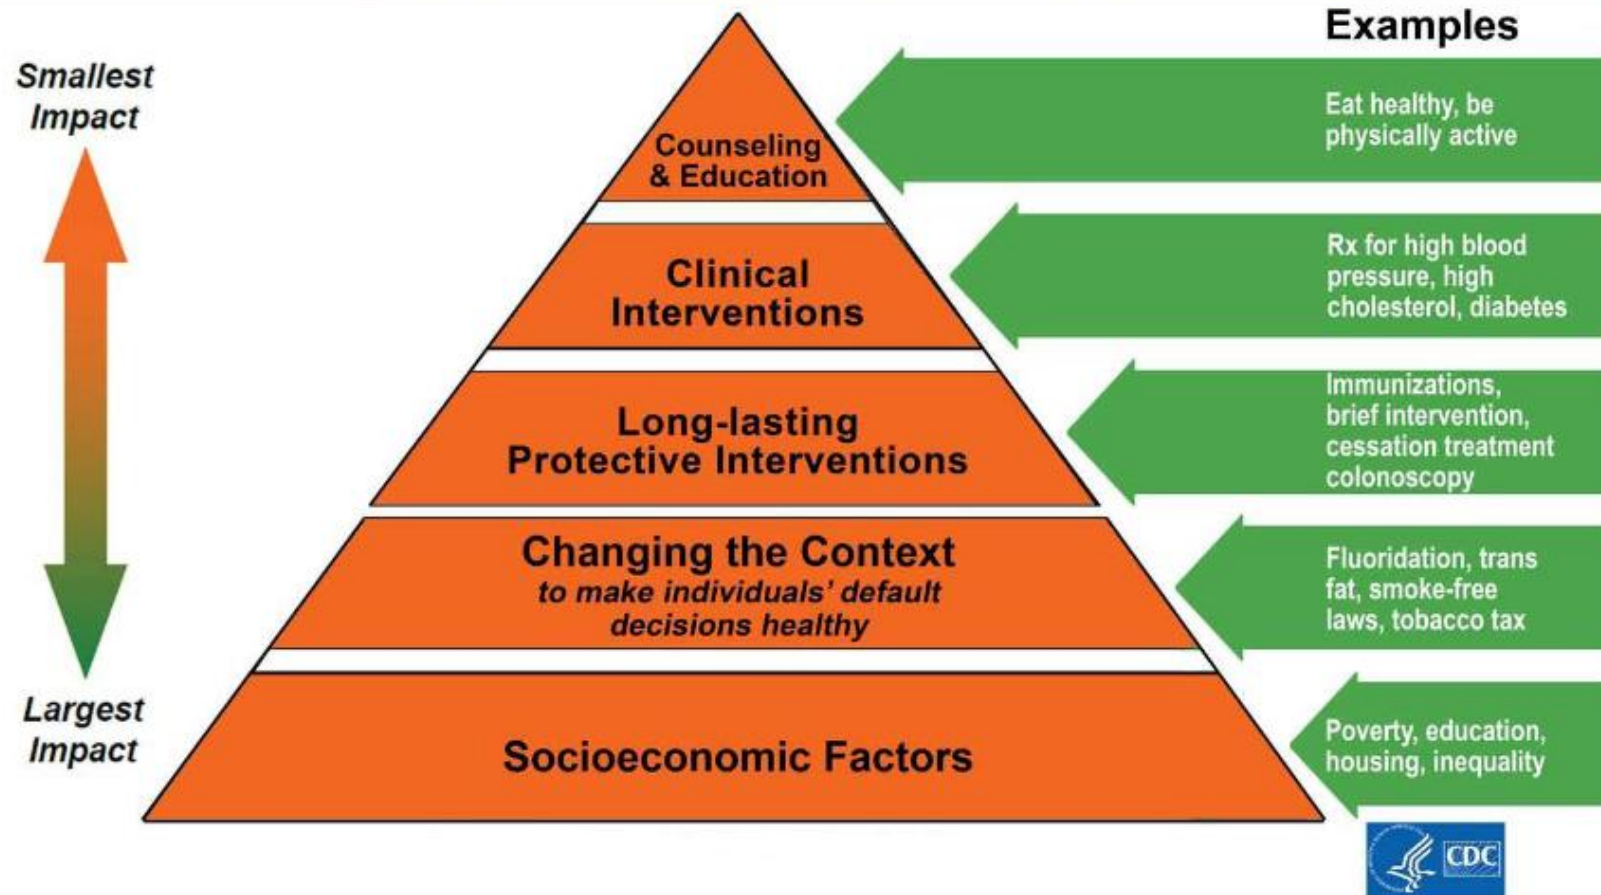 Examples
Smallest
Impact
Counseling
& Education
Eat healthy, be
physically active
Clinical
Interventions
Rx for high blood
pressure, high
cholesterol, diabetes
Long-lasting
Protective Interventions
Immunizations,
brief intervention,
cessation treatment
colonoscopy
Changing the Context
to make individuals’ default
decisions healthy
Fluoridation, trans
fat, smoke-free
laws, tobacco tax
Largest
Impact
Socioeconomic Factors
Poverty, education,
housing, inequality
CDC